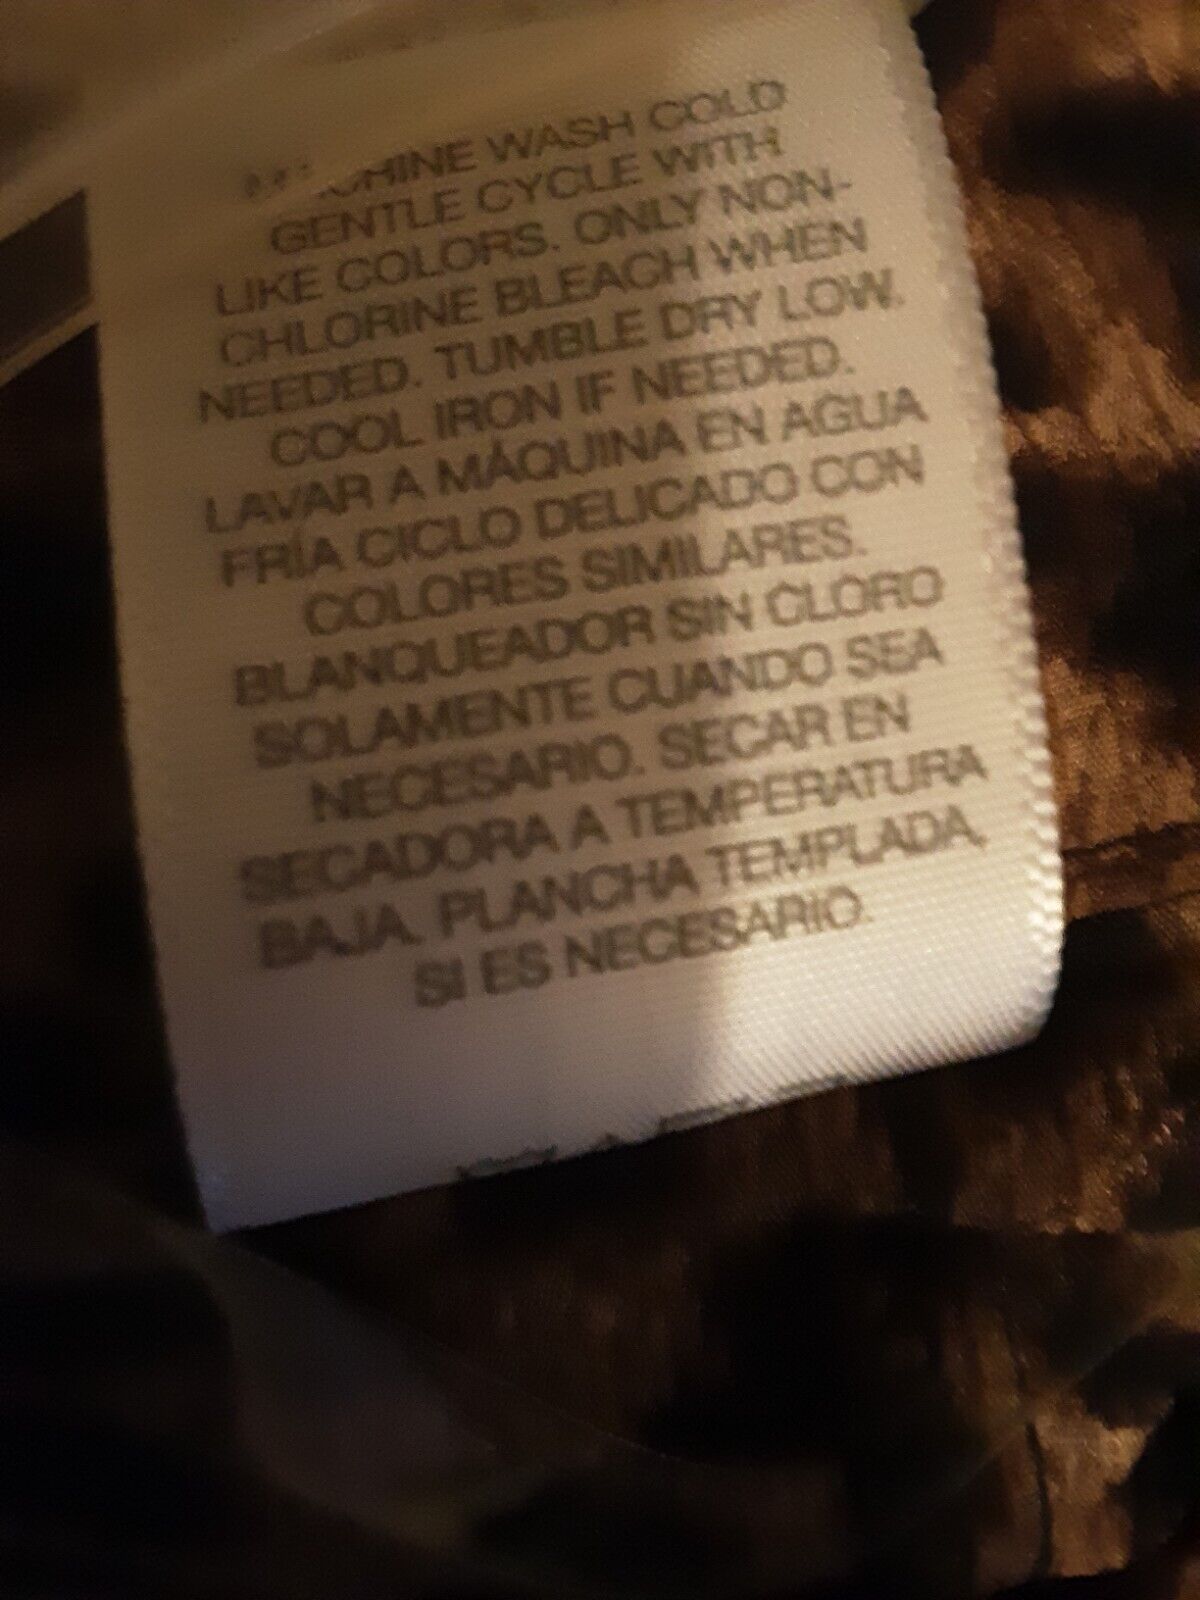 MACHINE WASH COLD
GENTLE CYCLE WITH
LIKE COLORS. ONLY NON-
CHLORINE BLEACH WHEN
NEEDED. TUMBLE DRY LOW.
COOL IRON IF NEEDED.
LAVAR A MÁQUINA EN AGUA
FRÍA CICLO DELICADO CON
COLORES SIMILARES.
BLANQUEADOR SIN CLORO
SOLAMENTE CUANDO SEA
NECESARIO. SECAR EN
SECADORA A TEMPERATURA
BAJA. PLANCHA TEMPLADA,
SI ES NECESARIO.